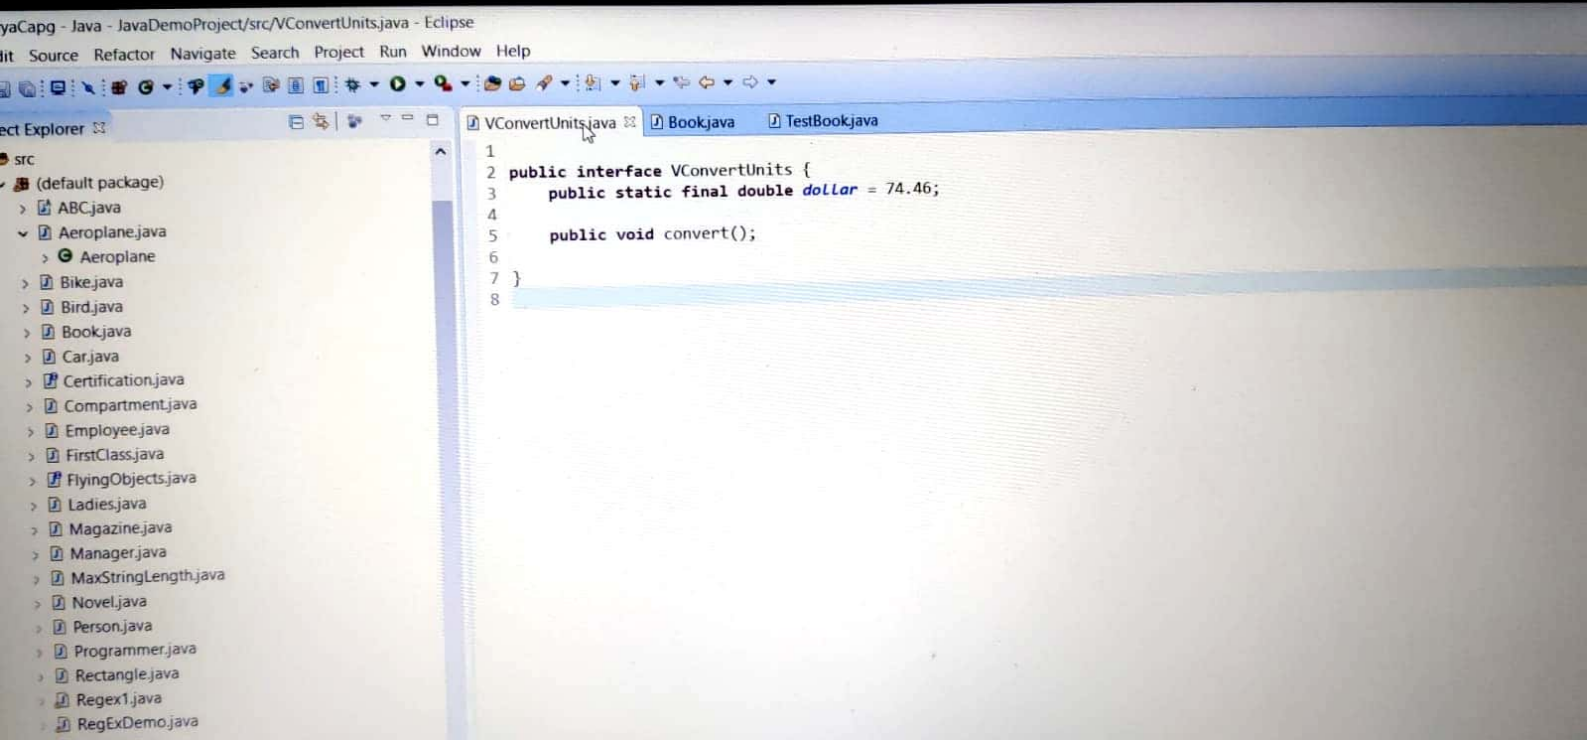 yaCapg - Java - JavaDemoProject/src/VConvertUnits.java - Eclipse
dit Source Refactor Navigate Search Project Run Window Help
ect Explorer
VConvertUnits.java Book.java TestBook.java
src
(default package)
ABC.java
Aeroplane.java
Aeroplane
Bike.java
Bird.java
Book.java
Car.java
Certification.java
Compartment.java
Employee.java
FirstClass.java
FlyingObjects.java
Ladies.java
Magazine.java
Manager.java
MaxStringLength.java
Novel.java
Person.java
Programmer.java
Rectangle.java
Regex1.java
RegExDemo.java
1
2 public interface VConvertUnits {
3 public static final double dollar = 74.46;
4
5 public void convert();
6
7 }
8